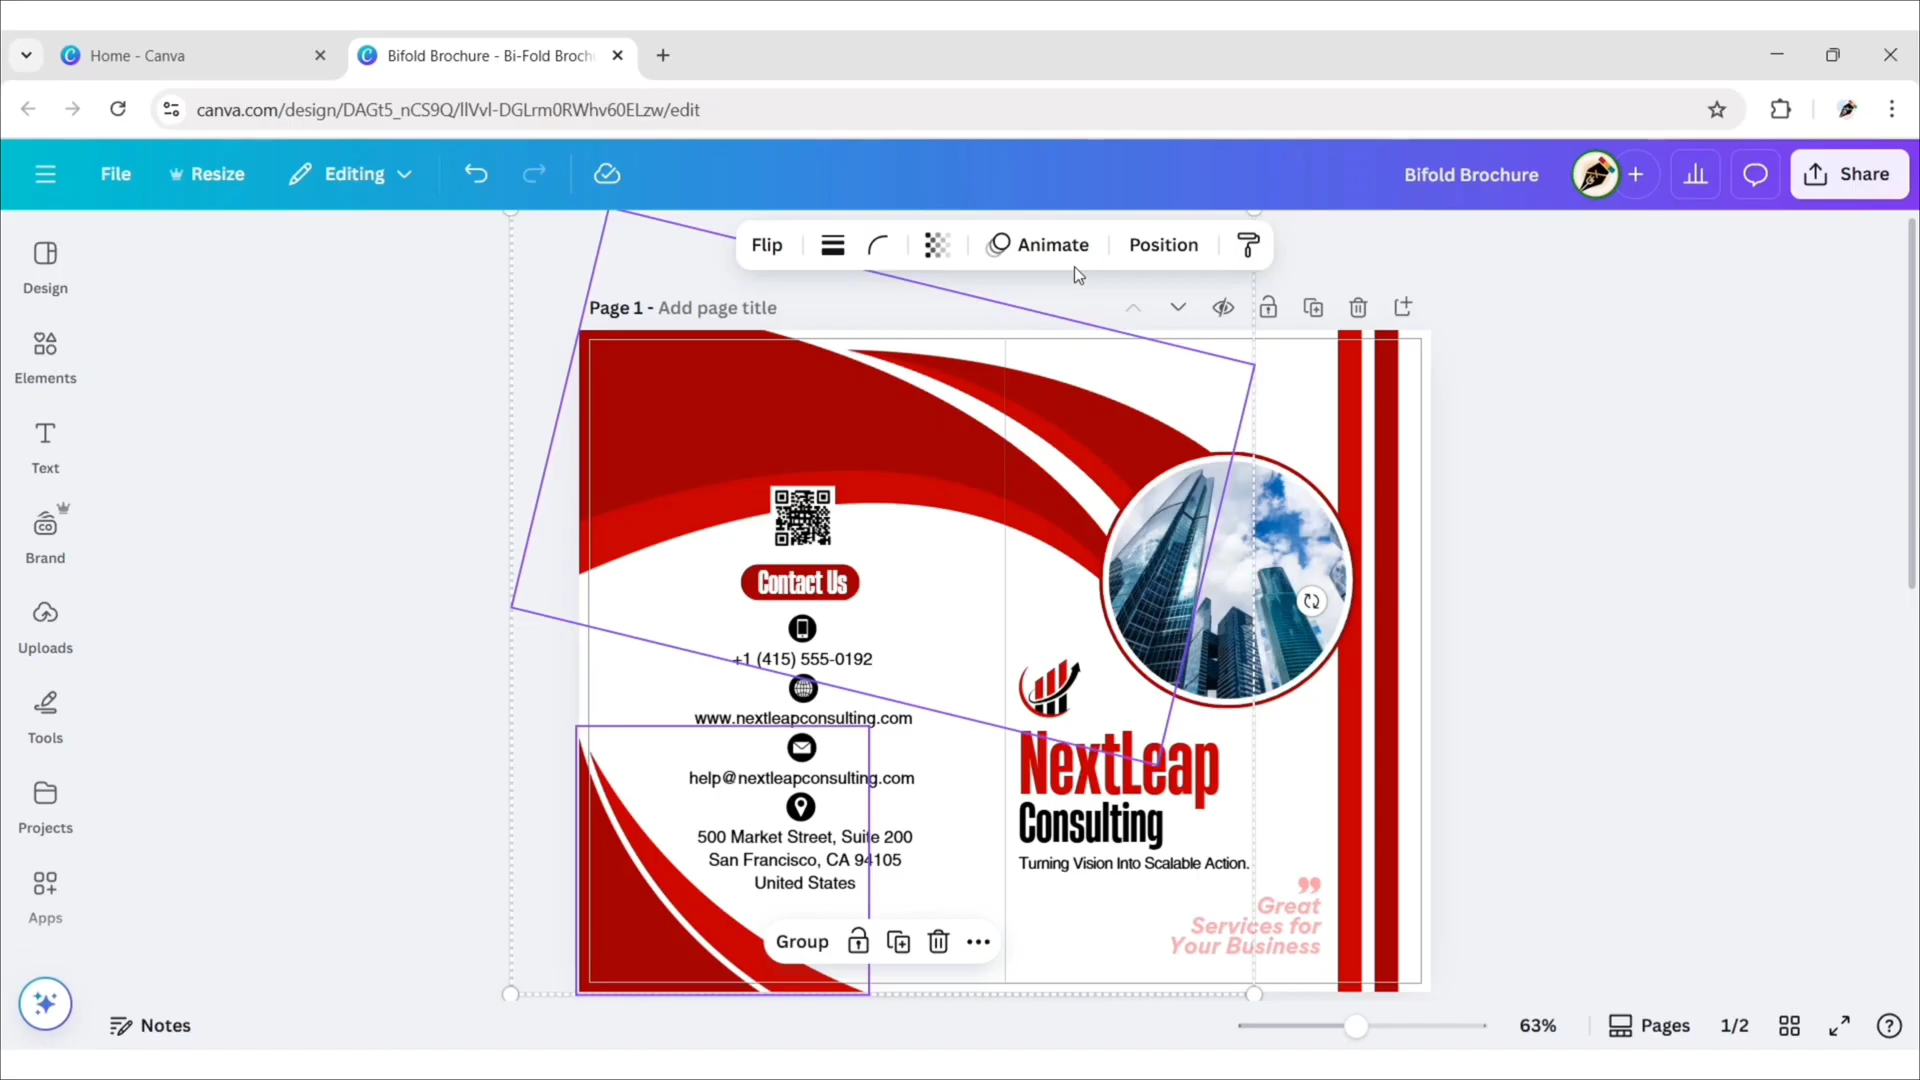 Home - Canva
Bifold Brochure - Bi-Fold Broch
canva.com/design/DAGt5_nCS9Q/llVvl-DGLrm0RWhv60ELzw/edit
File
Resize
Editing
Bifold Brochure
Share
Flip
Animate
Position
Page 1 - Add page title
Design
Elements
Text
Brand
Uploads
Tools
Projects
Apps
Contact Us
+1 (415) 555-0192
www.nextleapconsulting.com
help@nextleapconsulting.com
500 Market Street, Suite 200
San Francisco, CA 94105
United States
NextLeap
Consulting
Turning Vision Into Scalable Action.
Great
Services for
Your Business
Group
Notes
63%
Pages
1/2